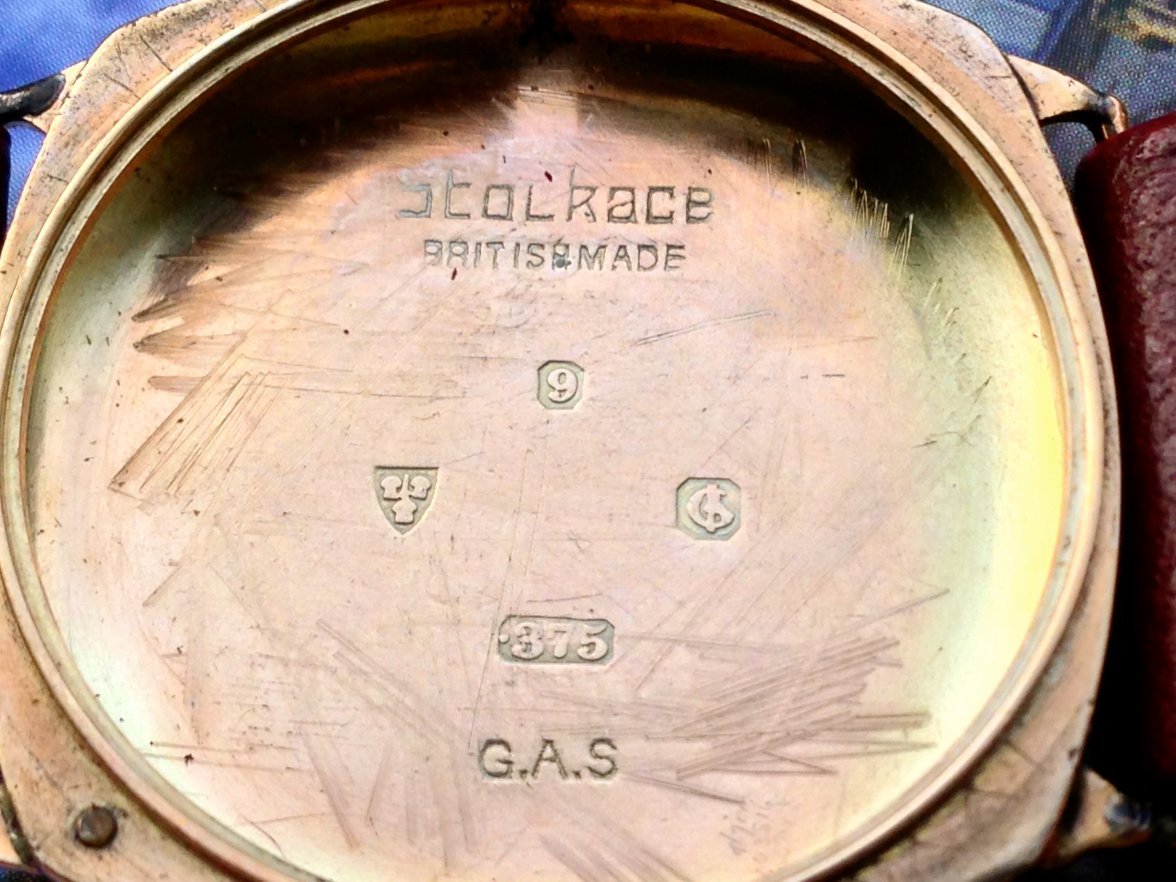 Stolkace
BRITISH MADE
9
.375
G.A.S